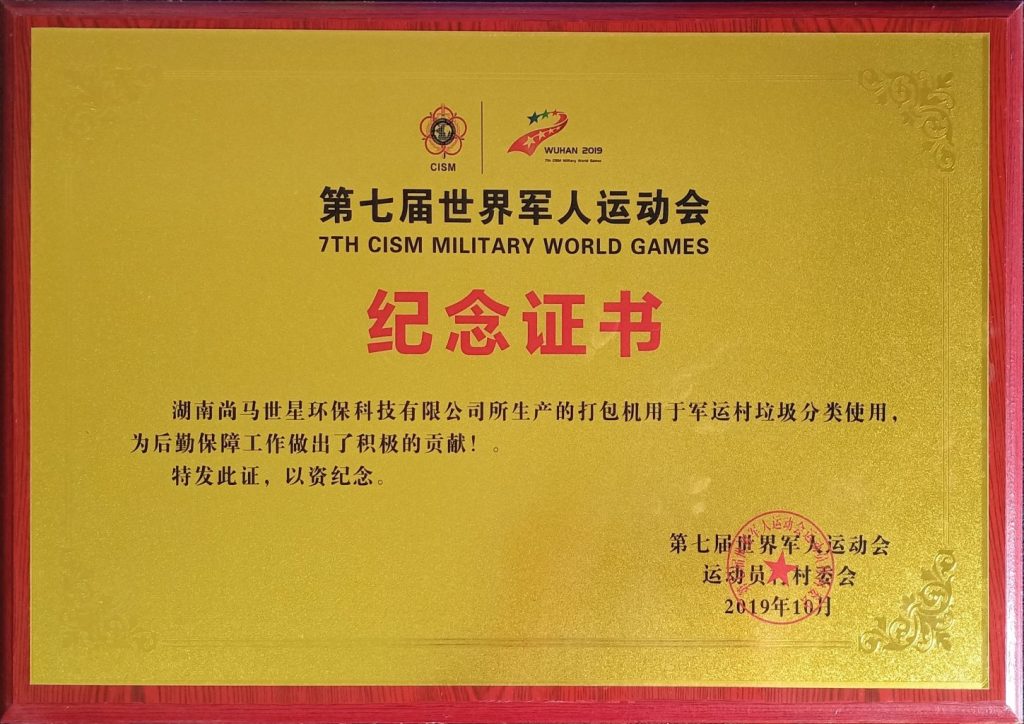 CISM
WUHAN 2019
7th CISM Military World Games
第七届世界军人运动会
7TH CISM MILITARY WORLD GAMES
纪念证书
湖南尚马世星环保科技有限公司所生产的打包机用于军运村垃圾分类使用，
为后勤保障工作做出了积极的贡献！。
特发此证，以资纪念。
第七届世界军人运动会
运动员村村委会
2019年10月